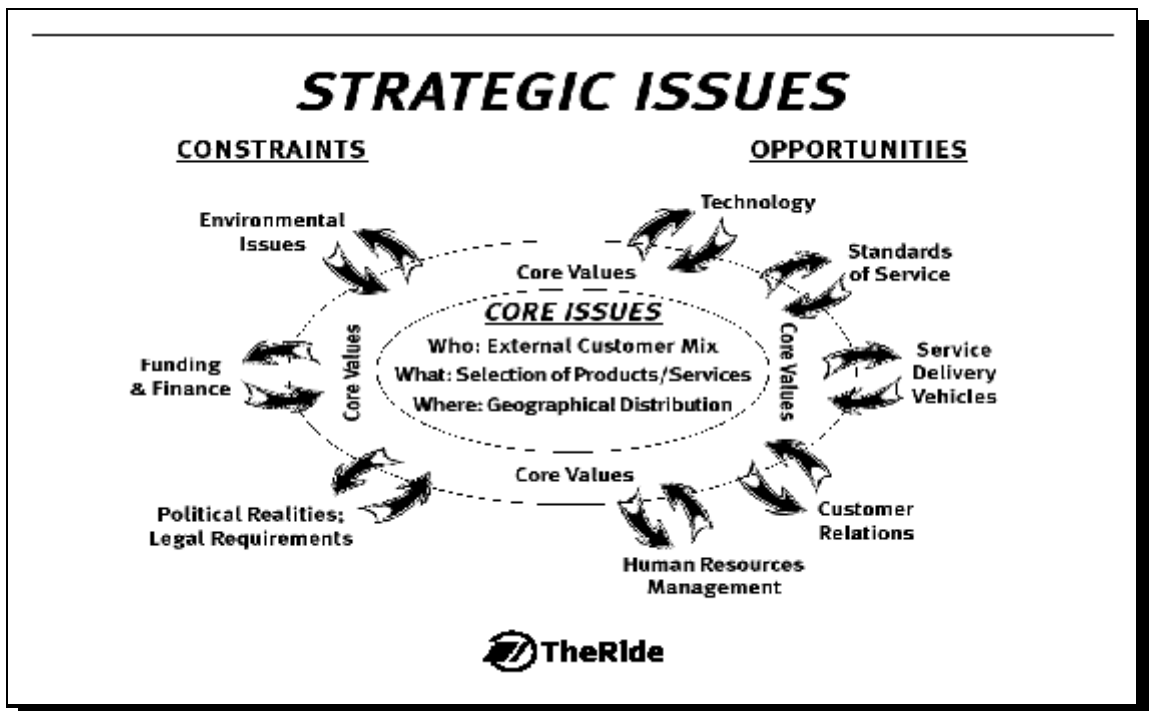 STRATEGIC ISSUES
CONSTRAINTS
OPPORTUNITIES
Environmental
Issues
Technology
Standards
of Service
Core Values
CORE ISSUES
Who: External Customer Mix
What: Selection of Products/Services
Where: Geographical Distribution
Core Values
Core Values
Funding
& Finance
Service
Delivery
Vehicles
Core Values
Political Realities;
Legal Requirements
Customer
Relations
Human Resources
Management
TheRide